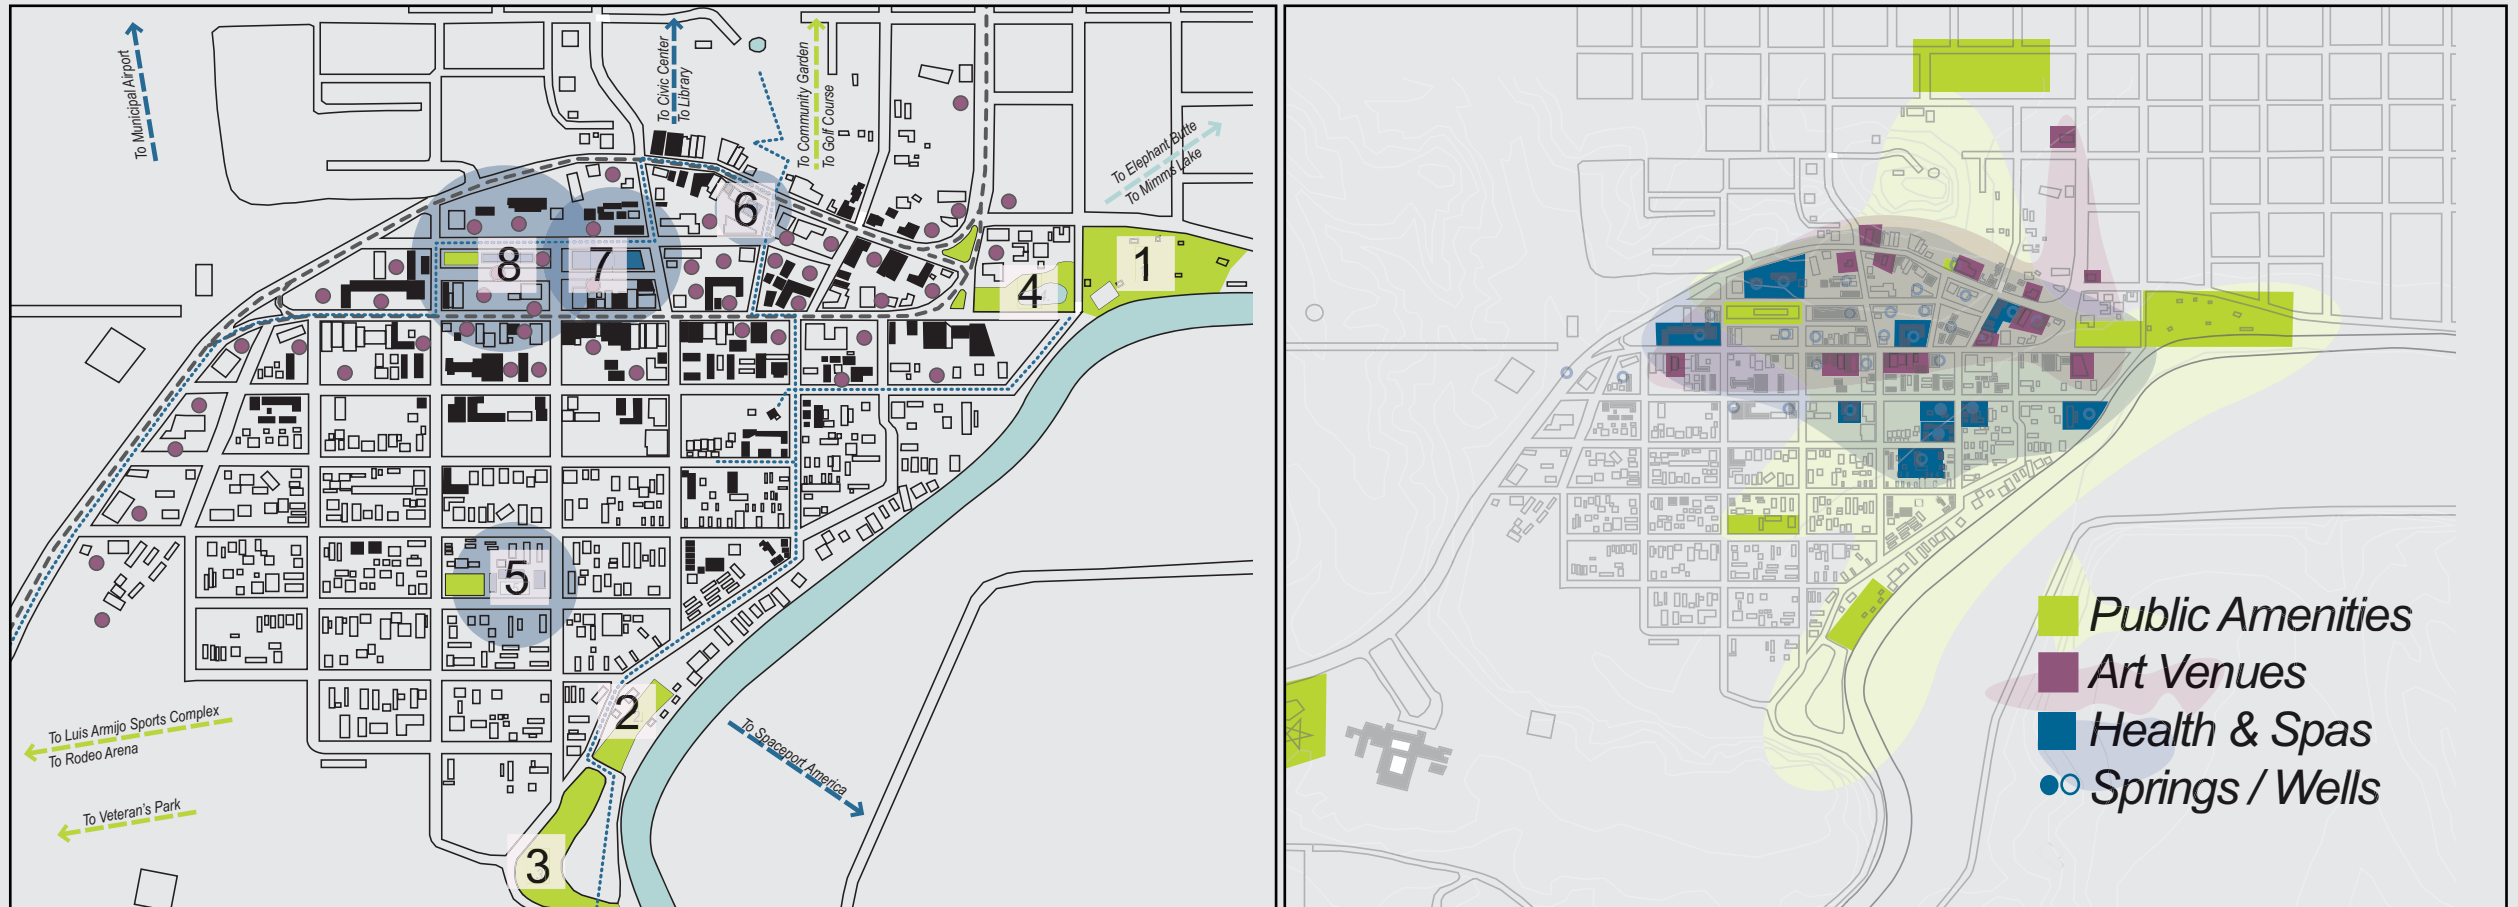 To Municipal Airport
To Civic Center
To Library
To Community Garden
To Golf Course
To Elephant Butte
To Mimms Lake
6
8
7
4
1
5
2
To Luis Armijo Sports Complex
To Rodeo Arena
To Spaceport America
To Veteran's Park
3
Public Amenities
Art Venues
Health & Spas
Springs / Wells